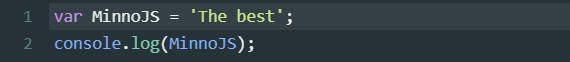 1 var MinnoJS = 'The best';
2 console.log(MinnoJS);